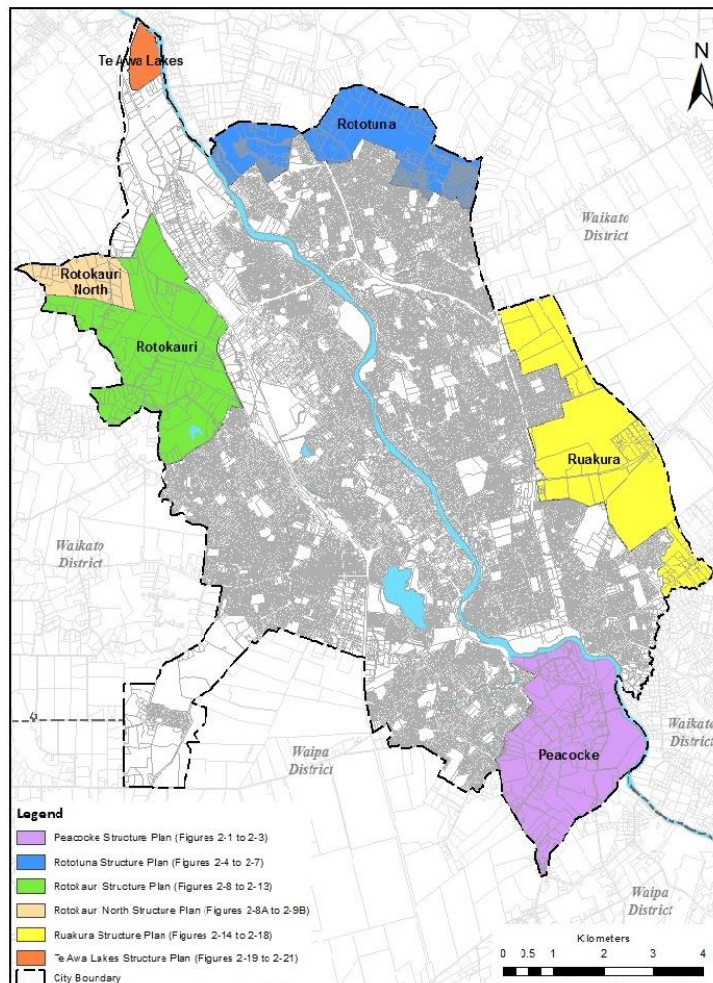 Te Awa Lakes
N
Rototuna
Waikato
District
Rotokauri
North
Rotokauri
Ruakura
Waikato
District
Waikato
District
Waipa
District
Peacocke
Waipa
District
Legend
Peacocke Structure Plan (Figures 2-1 to 2-3)
Rototuna Structure Plan (Figures 2-4 to 2-7)
Rotokaur Structure Plan (Figures 2-8 to 2-13)
Rotokaur North Structure Plan (Figures 2-8A to 2-9B)
Ruakura Structure Plan (Figures 2-14 to 2-18)
Te Awa Lakes Structure Plan (Figures 2-19 to 2-21)
City Boundary
Kilometers
0 0.5 1 2 3 4